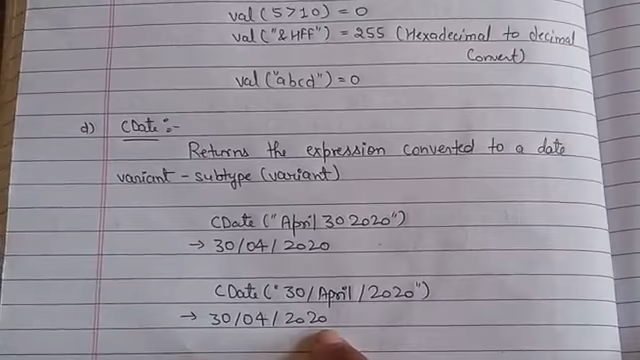 val(5>10) = 0
val("&HFF") = 255 (Hexadecimal to decimal
Convert)
val("abcd") = 0
d) CDate :-
Returns the expression converted to a date
variant - subtype (variant)
CDate ("April 30 2020")
→ 30/04/2020
CDate (" 30/April/2020")
→ 30/04/2020